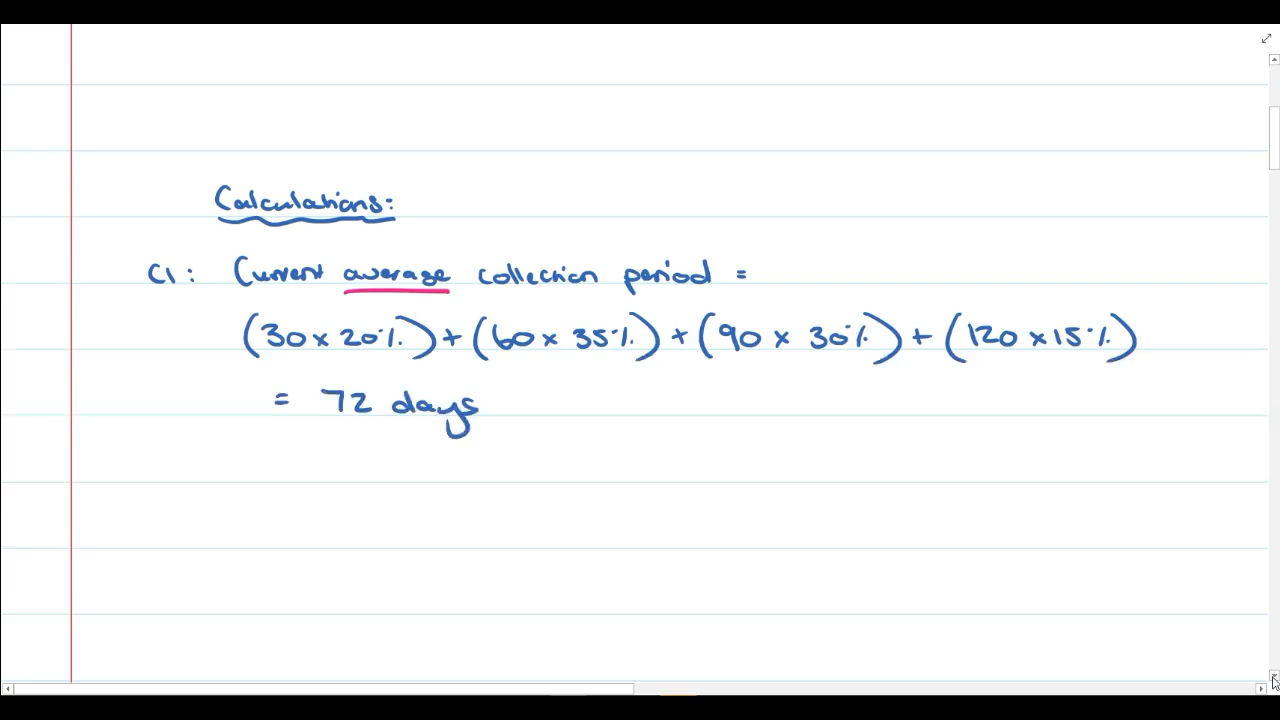 Calculations:
C1: Current average collection period =
(30 x 20%) + (60 x 35%) + (90 x 30%) + (120 x 15%)
= 72 days